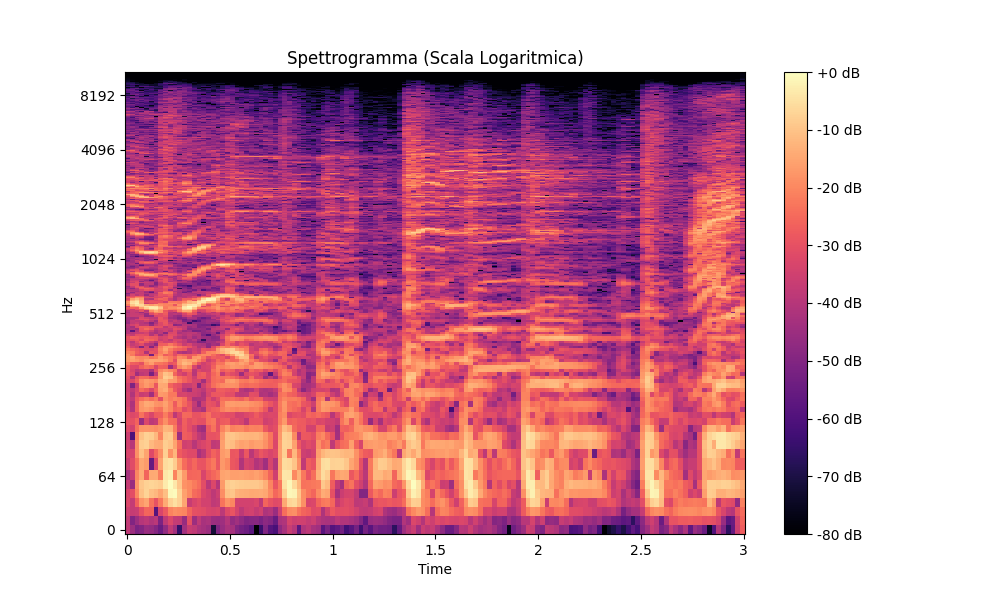 Spettrogramma (Scala Logaritmica)
8192
4096
2048
1024
512
256
128
64
0
Hz
0
0.5
1
1.5
2
2.5
3
Time
+0 dB
-10 dB
-20 dB
-30 dB
-40 dB
-50 dB
-60 dB
-70 dB
-80 dB